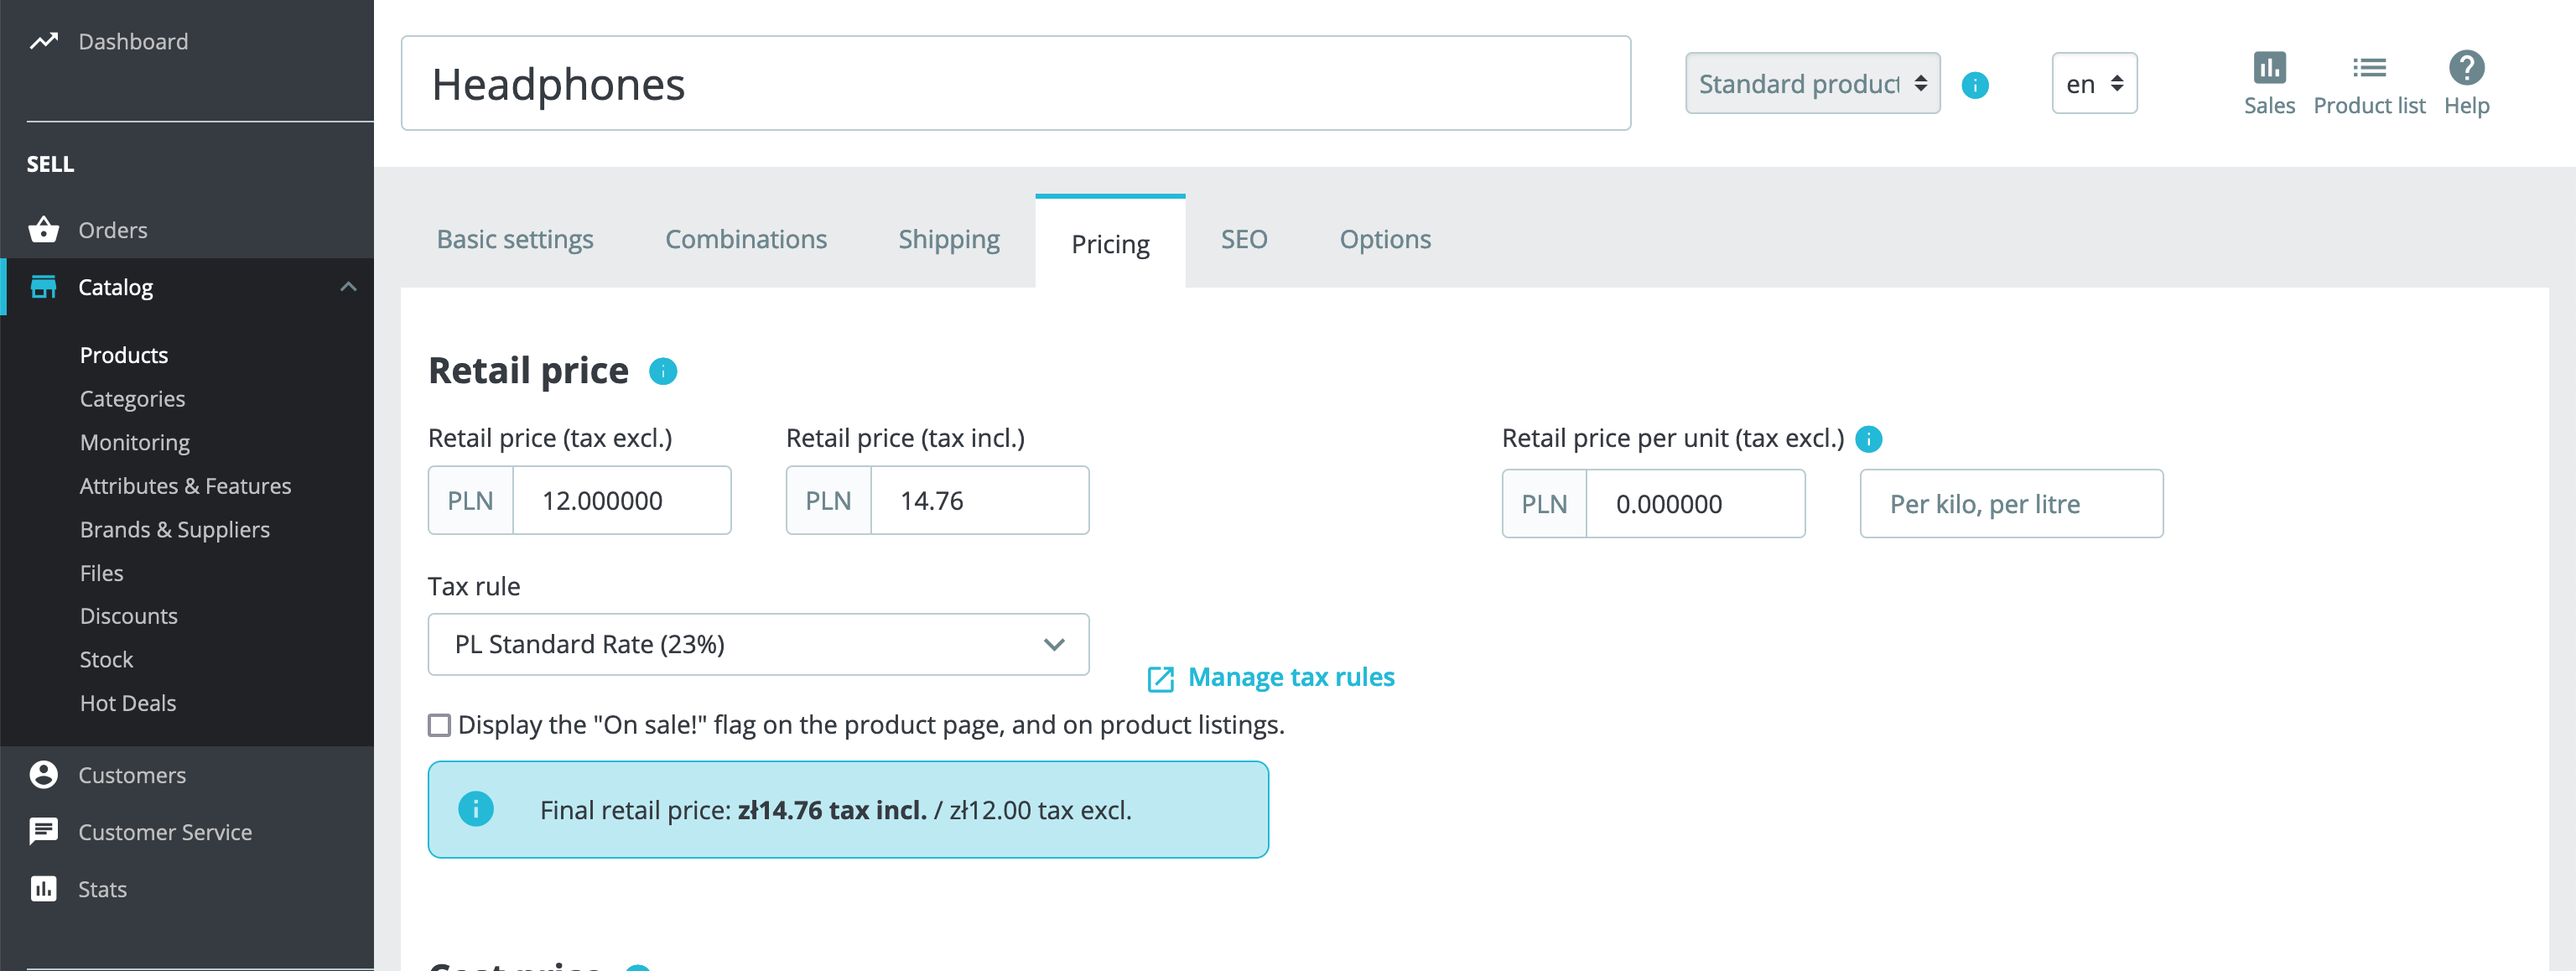 Dashboard
SELL
Orders
Catalog
Products
Categories
Monitoring
Attributes & Features
Brands & Suppliers
Files
Discounts
Stock
Hot Deals
Customers
Customer Service
Stats
Headphones
Standard product
en
Sales
Product list
Help
Basic settings
Combinations
Shipping
Pricing
SEO
Options
Retail price
Retail price (tax excl.)
PLN 12.000000
Retail price (tax incl.)
PLN 14.76
Retail price per unit (tax excl.)
PLN 0.000000
Per kilo, per litre
Tax rule
PL Standard Rate (23%)
Manage tax rules
Display the "On sale!" flag on the product page, and on product listings.
Final retail price: zł14.76 tax incl. / zł12.00 tax excl.
Cost price